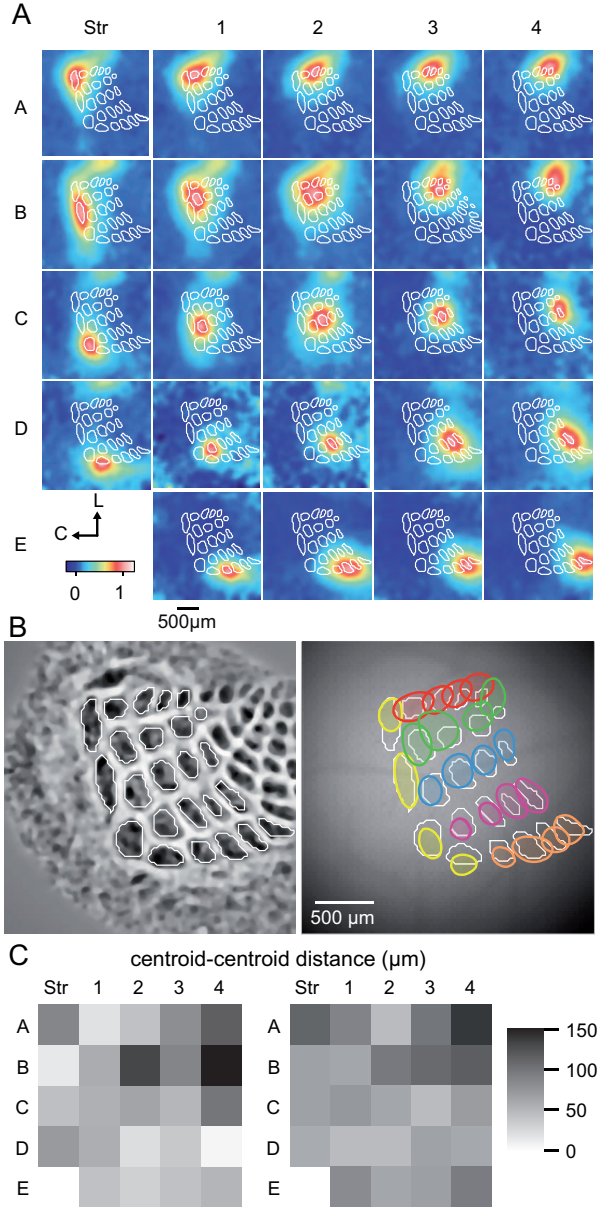 A
Str 1 2 3 4
A
B
C
D
E
L
C
0 1
500µm
B
500 µm
C
centroid-centroid distance (µm)
Str 1 2 3 4 Str 1 2 3 4
A A
B B
C C
D D
E E
150
100
50
0